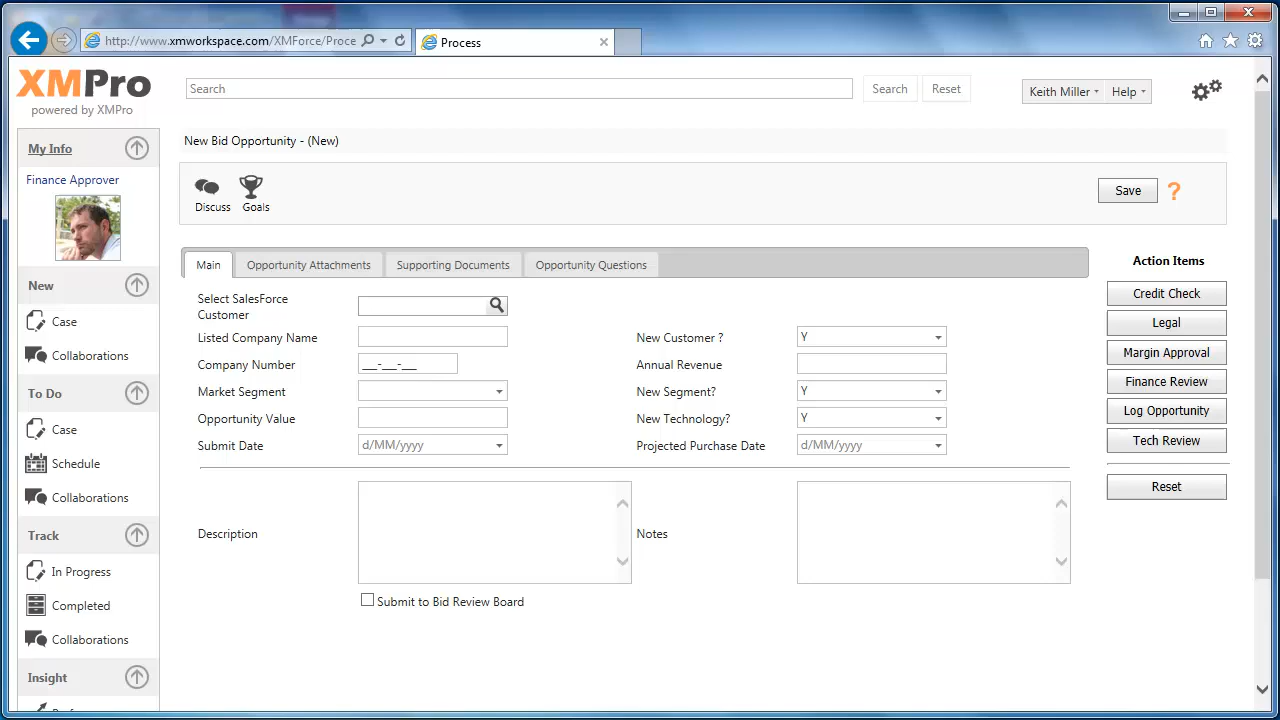 http://www.xmworkspace.com/XMForce/Proce
Process
XMPro
powered by XMPro
Search
Search
Reset
Keith Miller
Help
My Info
Finance Approver
New
Case
Collaborations
To Do
Case
Schedule
Collaborations
Track
In Progress
Completed
Collaborations
Insight
New Bid Opportunity - (New)
Discuss
Goals
Save
?
Main
Opportunity Attachments
Supporting Documents
Opportunity Questions
Select SalesForce
Customer
Listed Company Name
New Customer ?
Y
Company Number
___-___-___
Annual Revenue
Market Segment
New Segment?
Y
Opportunity Value
New Technology?
Y
Submit Date
d/MM/yyyy
Projected Purchase Date
d/MM/yyyy
Description
Notes
Submit to Bid Review Board
Action Items
Credit Check
Legal
Margin Approval
Finance Review
Log Opportunity
Tech Review
Reset